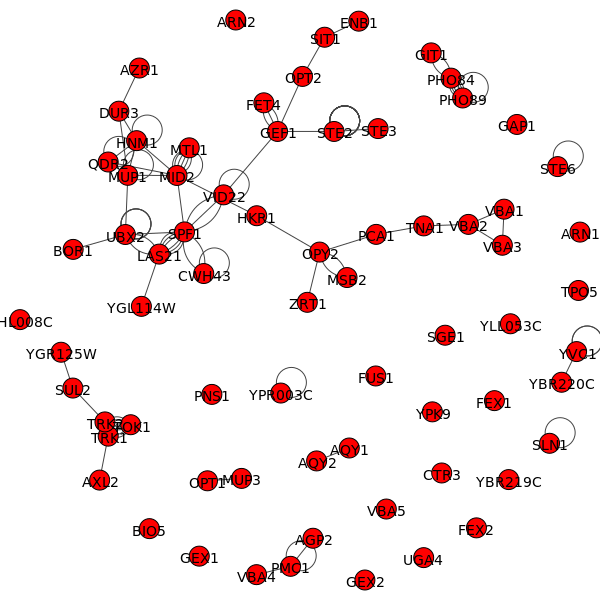 ARN2
ENB1
SIT1
GIT1
AZR1
OPT2
PHO84
PHO89
FET4
DUR3
GEF1
STE2
STE3
GAP1
HNM1
MTL1
QDR2
MUP1
MID2
STE6
VID22
HKR1
VBA1
VBA2
TNA1
ARN1
UBX2
SPF1
PCA1
VBA3
BOR1
LAS21
OPY2
CWH43
MSB2
TPO5
YGL114W
ZRT1
HL008C
YLL053C
SGE1
YGR125W
YVC1
YBR220C
SUL2
PNS1
YPR003C
FUS1
FEX1
YPK9
TOK1
TRK1
SLN1
AQY1
AQY2
AXL2
OPT1
MUP3
CTR3
YBR219C
VBA5
BIO5
FEX2
AGP2
GEX1
UGA4
PMC1
VBA4
GEX2